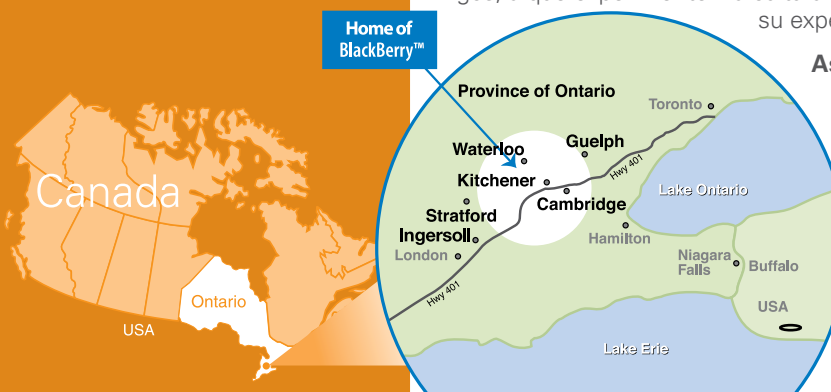 su expe
As
Home of
BlackBerry™
Province of Ontario
Toronto
Waterloo
Guelph
Hwy 401
Kitchener
Canada
Lake Ontario
Cambridge
Stratford
Ingersoll
Hamilton
London
Niagara
Falls
Buffalo
Ontario
Hwy 401
USA
USA
Lake Erie